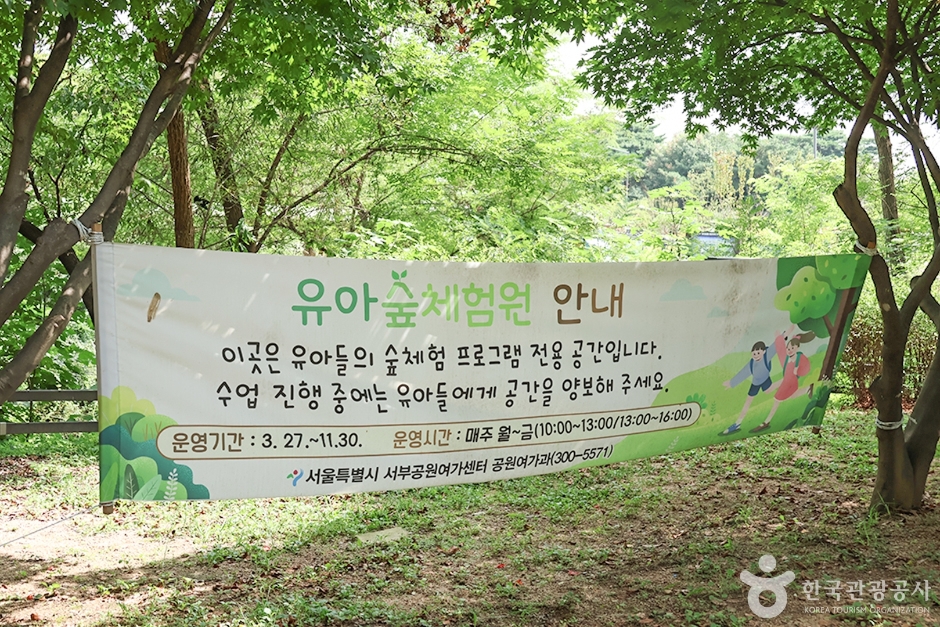 유아숲체험원 안내
이곳은 유아들의 숲체험 프로그램 전용 공간입니다.
수업 진행 중에는 유아들에게 공간을 양보해 주세요.
운영기간 : 3. 27.~11.30. 운영시간 : 매주 월~금(10:00~13:00/13:00~16:00)
서울특별시 서부공원여가센터 공원여가과(300-5571)
한국관광공사
KOREA TOURISM ORGANIZATION